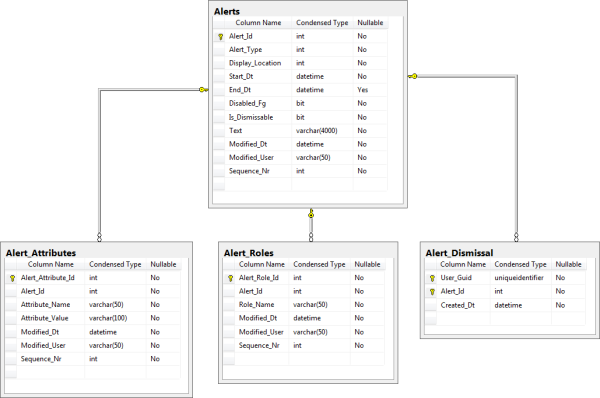 Alerts
Column Name Condensed Type Nullable
Alert_Id int No
Alert_Type int No
Display_Location int No
Start_Dt datetime No
End_Dt datetime Yes
Disabled_Fg bit No
Is_Dismissable bit No
Text varchar(4000) No
Modified_Dt datetime No
Modified_User varchar(50) No
Sequence_Nr int No
Alert_Attributes
Column Name Condensed Type Nullable
Alert_Attribute_Id int No
Alert_Id int No
Attribute_Name varchar(50) No
Attribute_Value varchar(100) No
Modified_Dt datetime No
Modified_User varchar(50) No
Sequence_Nr int No
Alert_Roles
Column Name Condensed Type Nullable
Alert_Role_Id int No
Alert_Id int No
Role_Name varchar(50) No
Modified_Dt datetime No
Modified_User varchar(50) No
Sequence_Nr int No
Alert_Dismissal
Column Name Condensed Type Nullable
User_Guid uniqueidentifier No
Alert_Id int No
Created_Dt datetime No